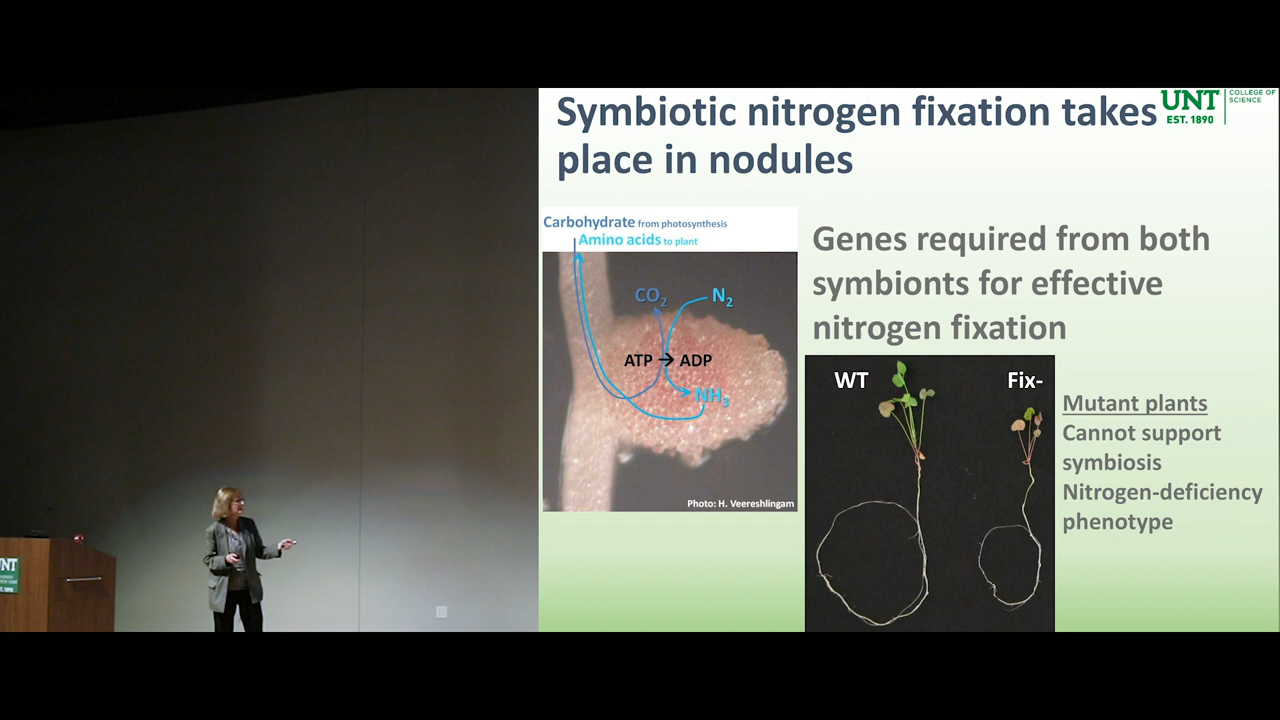 Symbiotic nitrogen fixation takes
place in nodules
UNT
EST. 1890
COLLEGE OF
SCIENCE
Carbohydrate from photosynthesis
Amino acids to plant
CO2
N2
ATP → ADP
NH3
Photo: H. Veereshlingam
Genes required from both
symbionts for effective
nitrogen fixation
WT
Fix-
Mutant plants
Cannot support
symbiosis
Nitrogen-deficiency
phenotype
UNT